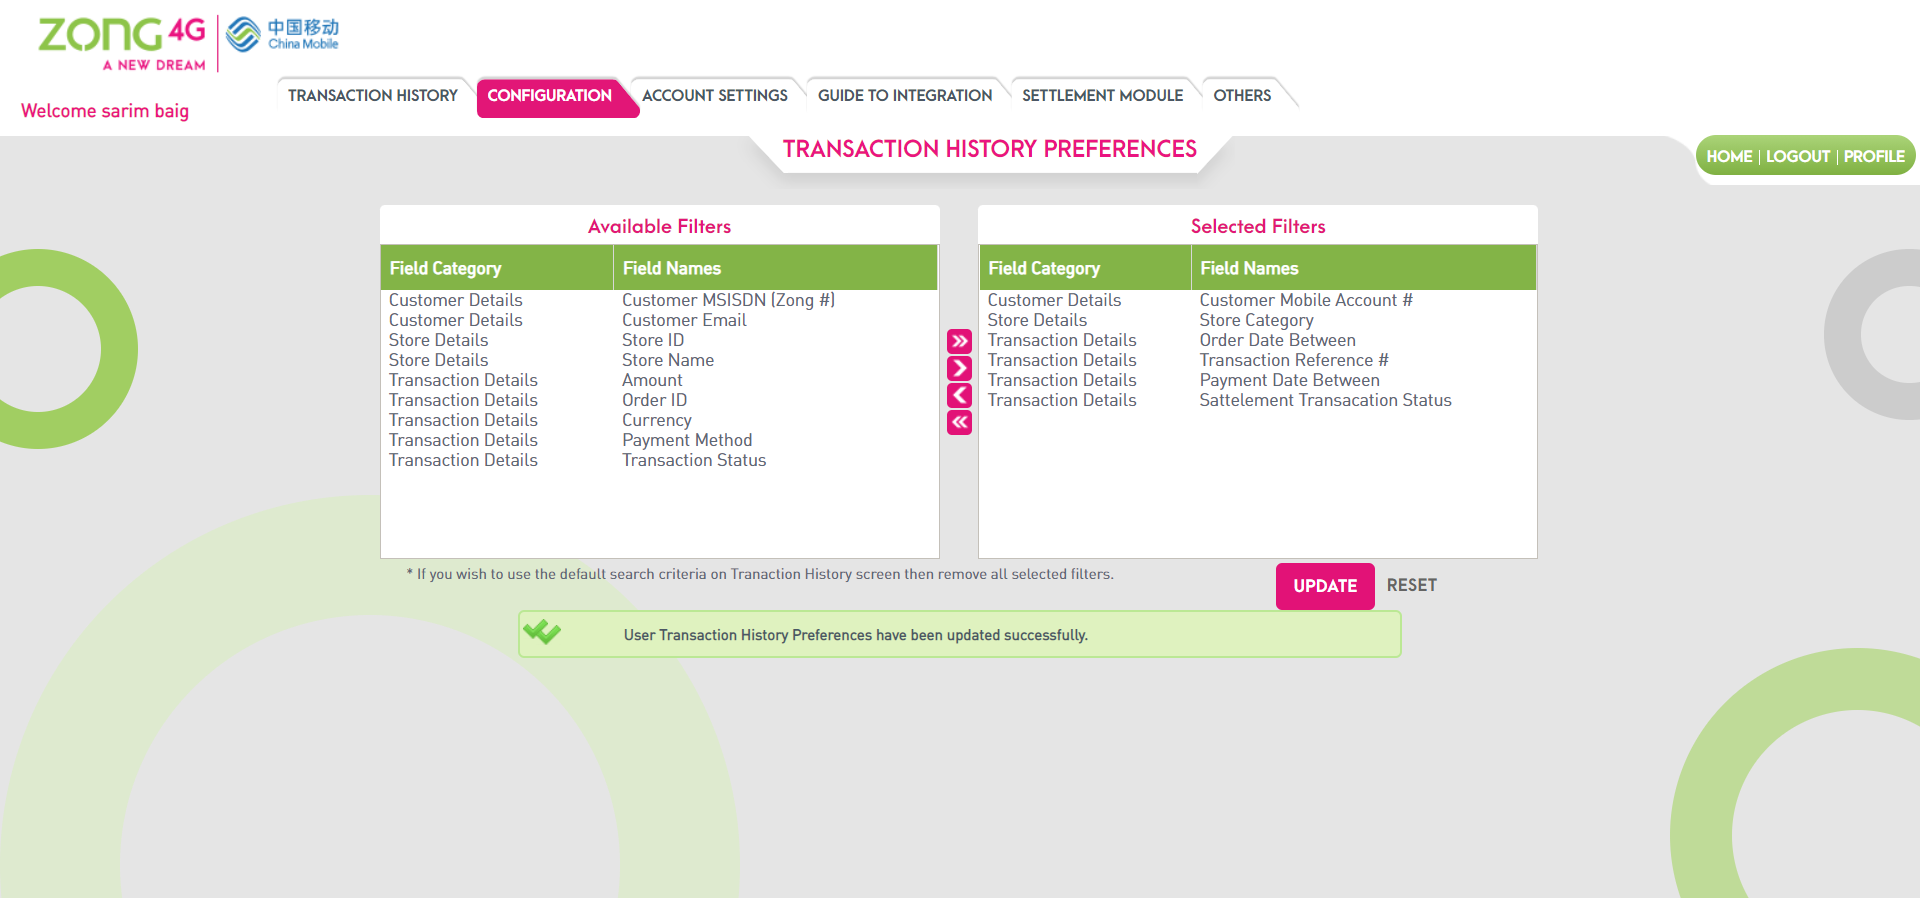 ZONG 4G
A NEW DREAM
中国移动
China Mobile
Welcome sarim baig
TRANSACTION HISTORY
CONFIGURATION
ACCOUNT SETTINGS
GUIDE TO INTEGRATION
SETTLEMENT MODULE
OTHERS
TRANSACTION HISTORY PREFERENCES
HOME | LOGOUT | PROFILE
Available Filters
Field Category Field Names
Customer Details Customer MSISDN (Zong #)
Customer Details Customer Email
Store Details Store ID
Store Details Store Name
Transaction Details Amount
Transaction Details Order ID
Transaction Details Currency
Transaction Details Payment Method
Transaction Details Transaction Status
Selected Filters
Field Category Field Names
Customer Details Customer Mobile Account #
Store Details Store Category
Transaction Details Order Date Between
Transaction Details Transaction Reference #
Transaction Details Payment Date Between
Transaction Details Sattelement Transacation Status
* If you wish to use the default search criteria on Tranaction History screen then remove all selected filters.
UPDATE RESET
User Transaction History Preferences have been updated successfully.